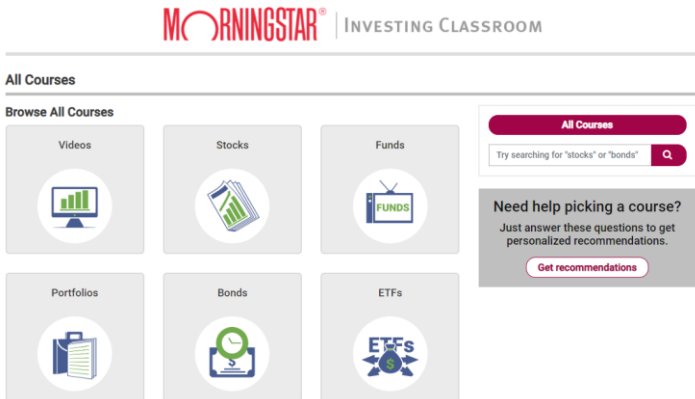 MORNINGSTAR® INVESTING CLASSROOM
All Courses
Browse All Courses
Videos
Stocks
Funds
FUNDS
Portfolios
Bonds
$
ETFs
ETFs
$
All Courses
Try searching for "stocks" or "bonds"
Need help picking a course?
Just answer these questions to get
personalized recommendations.
Get recommendations